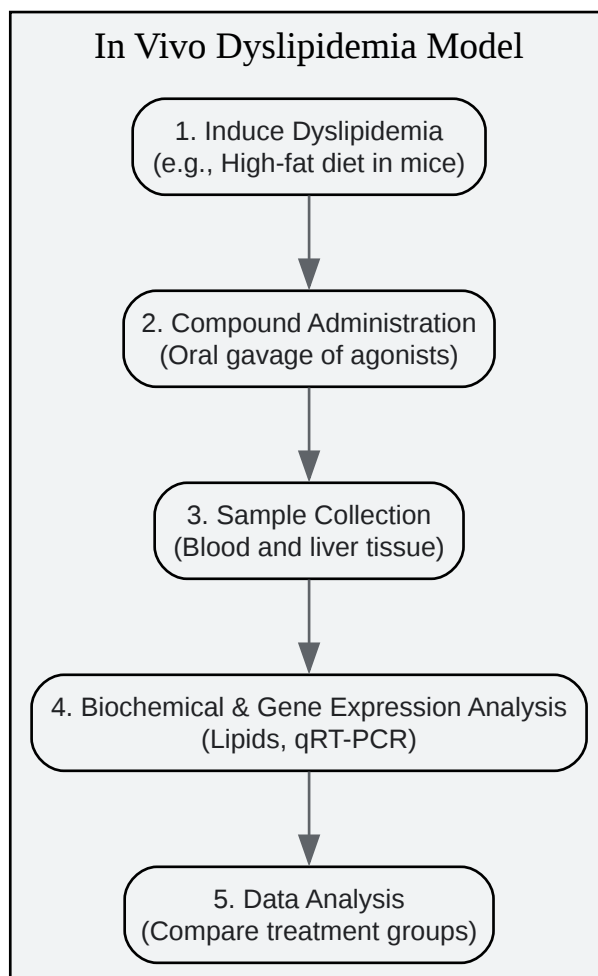 In Vivo Dyslipidemia Model
1. Induce Dyslipidemia
(e.g., High-fat diet in mice)
2. Compound Administration
(Oral gavage of agonists)
3. Sample Collection
(Blood and liver tissue)
4. Biochemical & Gene Expression Analysis
(Lipids, qRT-PCR)
5. Data Analysis
(Compare treatment groups)